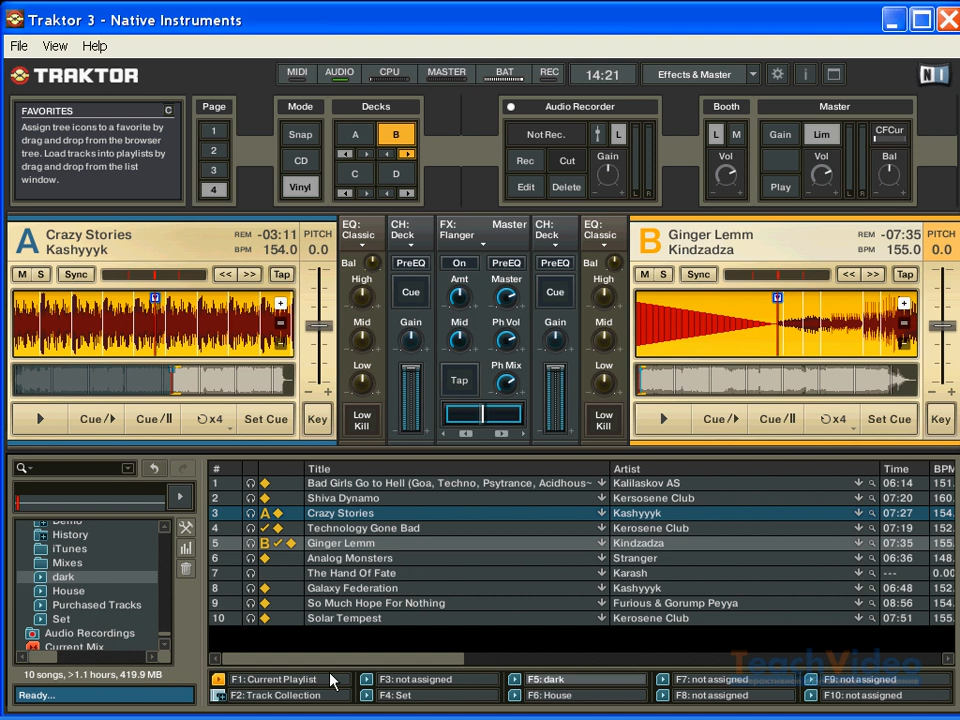 Traktor 3 - Native Instruments
File View Help
TRAKTOR
MIDI AUDIO CPU MASTER BAT REC 14:21 Effects & Master i NI
FAVORITES C
Assign tree icons to a favorite by
drag and drop from the browser
tree. Load tracks into playlists by
drag and drop from the list
window.
Page
1
2
3
4
Mode Decks
Snap A B
CD
Vinyl C D
Audio Recorder
Not Rec. L
Rec Cut Gain
Edit Delete L R
Booth Master
L M Gain Lim CFCur
Vol Vol Bal
Play L R
A Crazy Stories REM -03:11 PITCH
Kashyyyk BPM 154.0 0.0
M S Sync << >> Tap
Cue/ Cue/II x4 Set Cue Key
EQ: Classic
Bal
High
Mid
Low
Low Kill
CH: Deck
PreEQ
Cue
Gain
FX: Flanger Master
On PreEQ
Amt Master
Mid Ph Vol
Tap Ph Mix
CH: Deck
PreEQ
Cue
Gain
EQ: Classic
Bal
High
Mid
Low
Low Kill
B Ginger Lemm REM -07:35 PITCH
Kindzadza BPM 155.0 0.0
M S Sync << >> Tap
Cue/ Cue/II x4 Set Cue Key
Demo
History
iTunes
Mixes
dark
House
Purchased Tracks
Set
Audio Recordings
Current Mix
10 songs, >1.1 hours, 419.9 MB
Ready...
# Title Artist Time BPM
1 Bad Girls Go to Hell (Goa, Techno, Psytrance, Acidhous~ Kalilaskov AS 06:14 151.
2 Shiva Dynamo Kersosene Club 07:20 160.
3 A Crazy Stories Kashyyyk 07:27 154.
4 Technology Gone Bad Kerosene Club 07:19 152.
5 B Ginger Lemm Kindzadza 07:35 155.
6 Analog Monsters Stranger 06:36 148.
7 The Hand Of Fate Karash --- 0.00
8 Galaxy Federation Kashyyyk 06:48 152.
9 So Much Hope For Nothing Furious & Gorump Peyya 08:56 154.
10 Solar Tempest Kerosene Club 07:51 155.
F1: Current Playlist F3: not assigned F5: dark F7: not assigned F9: not assigned
F2: Track Collection F4: Set F6: House F8: not assigned F10: not assigned
TeachVideo